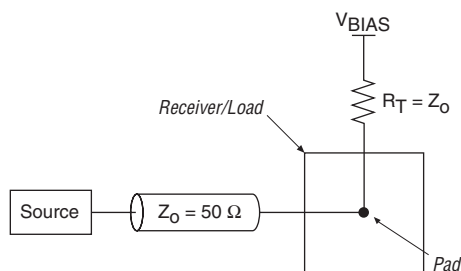 VBIAS
RT = Zo
Receiver/Load
Source
Zo = 50 Ω
Pad